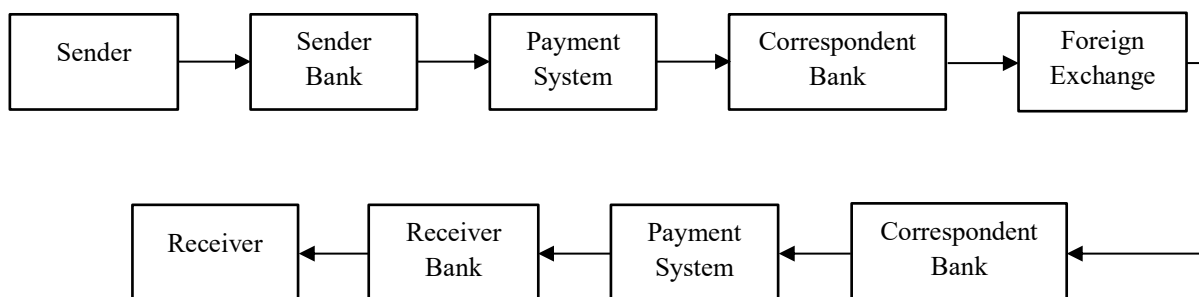 Sender
Sender
Bank
Payment
System
Correspondent
Bank
Foreign
Exchange
Receiver
Receiver
Bank
Payment
System
Correspondent
Bank